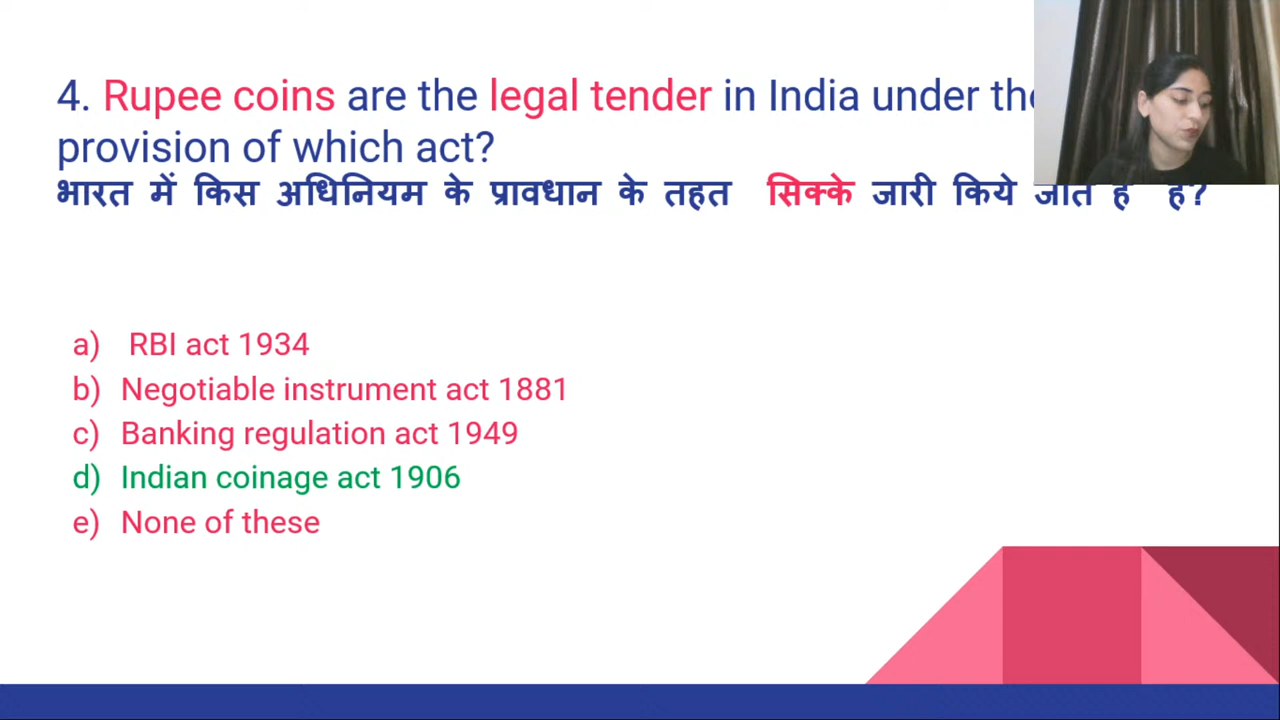 4. Rupee coins are the legal tender in India under the
provision of which act?
भारत में किस अधिनियम के प्रावधान के तहत सिक्के जारी किये जाते है है?
a) RBI act 1934
b) Negotiable instrument act 1881
c) Banking regulation act 1949
d) Indian coinage act 1906
e) None of these